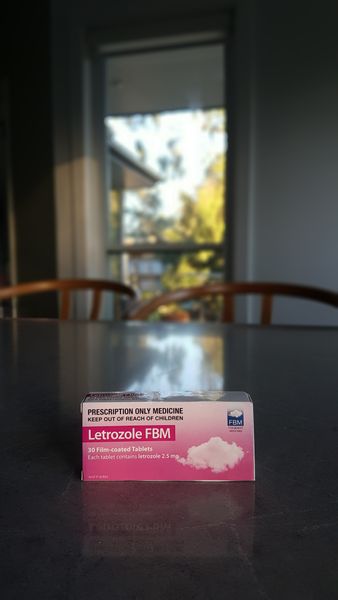 PRESCRIPTION ONLY MEDICINE
KEEP OUT OF REACH OF CHILDREN
FBM
Letrozole FBM
30 Film-coated Tablets
Each tablet contains letrozole 2.5 mg